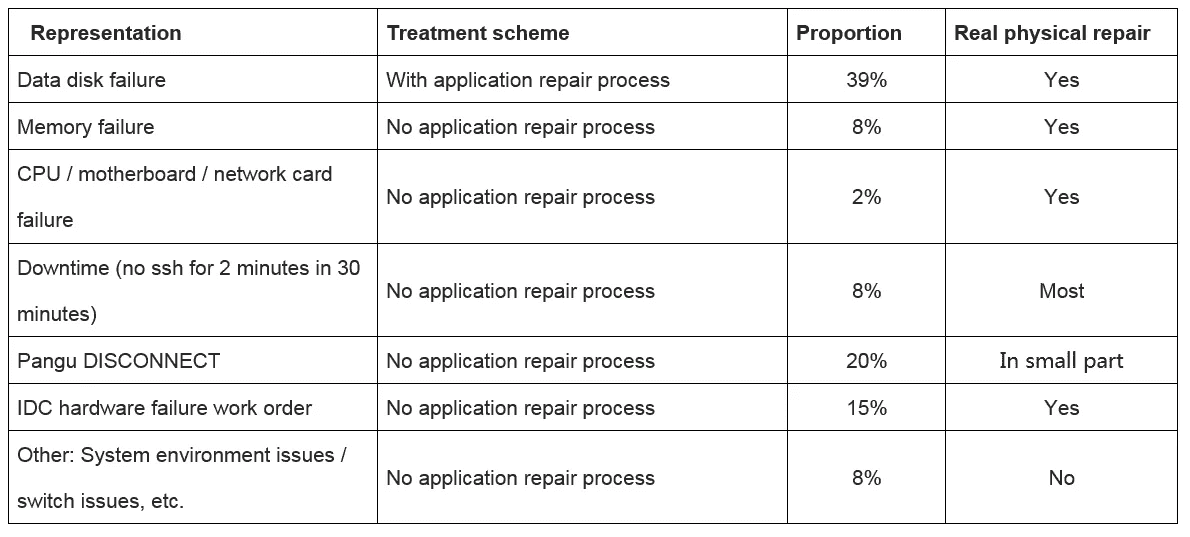 Representation Treatment scheme Proportion Real physical repair
Data disk failure With application repair process 39% Yes
Memory failure No application repair process 8% Yes
CPU / motherboard / network card
failure
No application repair process 2% Yes
Downtime (no ssh for 2 minutes in 30
minutes)
No application repair process 8% Most
Pangu DISCONNECT No application repair process 20% In small part
IDC hardware failure work order No application repair process 15% Yes
Other: System environment issues /
switch issues, etc.
No application repair process 8% No